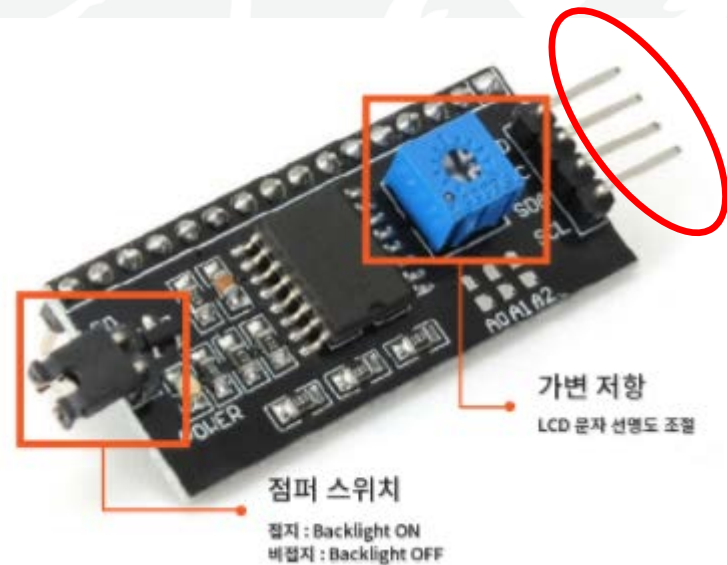 SDA
SCL
A0 A1 A2
POWER
가변 저항
LCD 문자 선명도 조절
점퍼 스위치
접지 : Backlight ON
비접지 : Backlight OFF